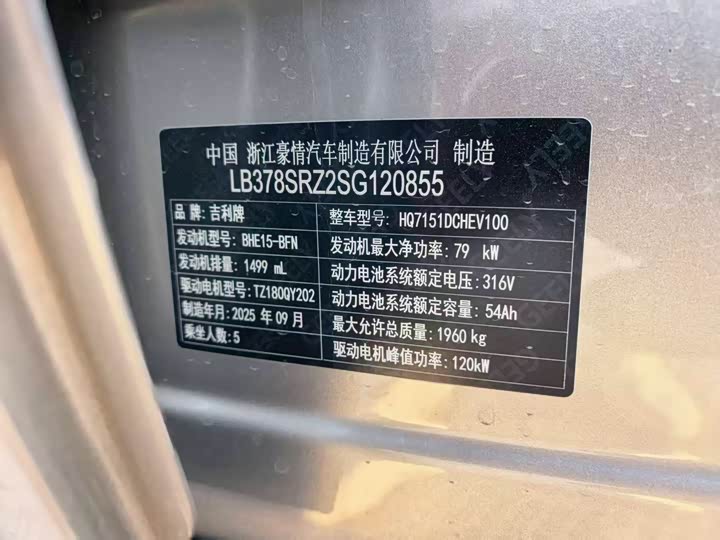 中国 浙江豪情汽车制造有限公司 制造
LB378SRZ2SG120855
品 牌: 吉利牌
整车型号: HQ7151DCHEV100
发动机型号: BHE15-BFN
发动机最大净功率: 79 kW
发动机排量: 1499 mL
动力电池系统额定电压: 316V
驱动电机型号: TZ180QY202
动力电池系统额定容量: 54Ah
制造年月: 2025 年 09 月
最大允许总质量: 1960 kg
乘坐人数: 5
驱动电机峰值功率: 120kW